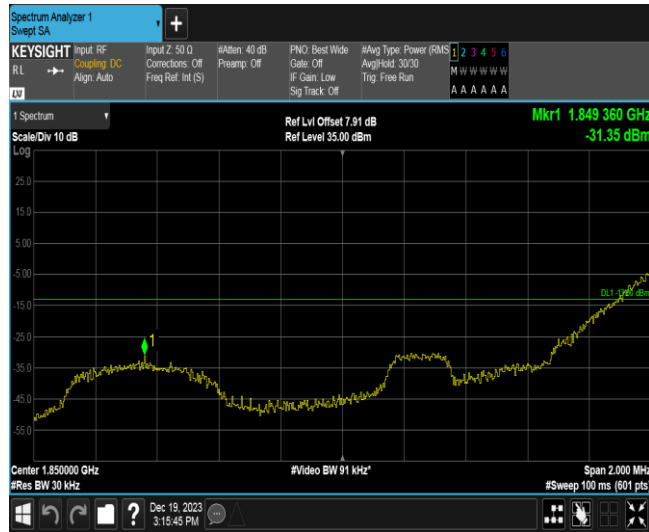 Spectrum Analyzer 1
Swept SA
+
KEYSIGHT Input: RF Input Z: 50 Ω #Atten: 40 dB PNO: Best Wide #Avg Type: Power (RMS 1 2 3 4 5 6
RL Coupling: DC Corrections: Off Preamp: Off Gate: Off Avg|Hold: 30/30 M W W W W W
Align: Auto Freq Ref: Int (S) IF Gain: Low Trig: Free Run
LXI Sig Track: Off A A A A A A
1 Spectrum
Ref Lvl Offset 7.91 dB Mkr1 1.849 360 GHz
Scale/Div 10 dB Ref Level 35.00 dBm -31.35 dBm
Log
25.0
15.0
5.00
-5.00
DL1 -13.00 dBm
-15.0
-25.0
1
-35.0
-45.0
-55.0
Center 1.850000 GHz #Video BW 91 kHz* Span 2.000 MHz
#Res BW 30 kHz #Sweep 100 ms (601 pts)
? Dec 19, 2023
3:15:45 PM